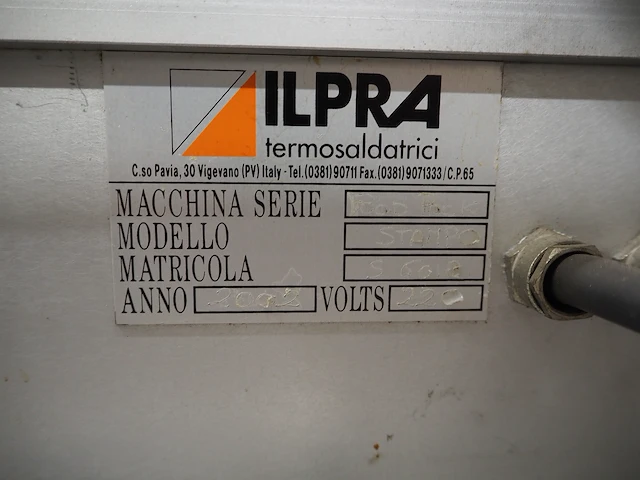 ILPRA
termosaldatrici
C.so Pavia, 30 Vigevano (PV) Italy - Tel. (0381) 90711 Fax. (0381) 9071333 / C.P. 65
MACCHINA SERIE
MODELLO
MATRICOLA
ANNO VOLTS 220